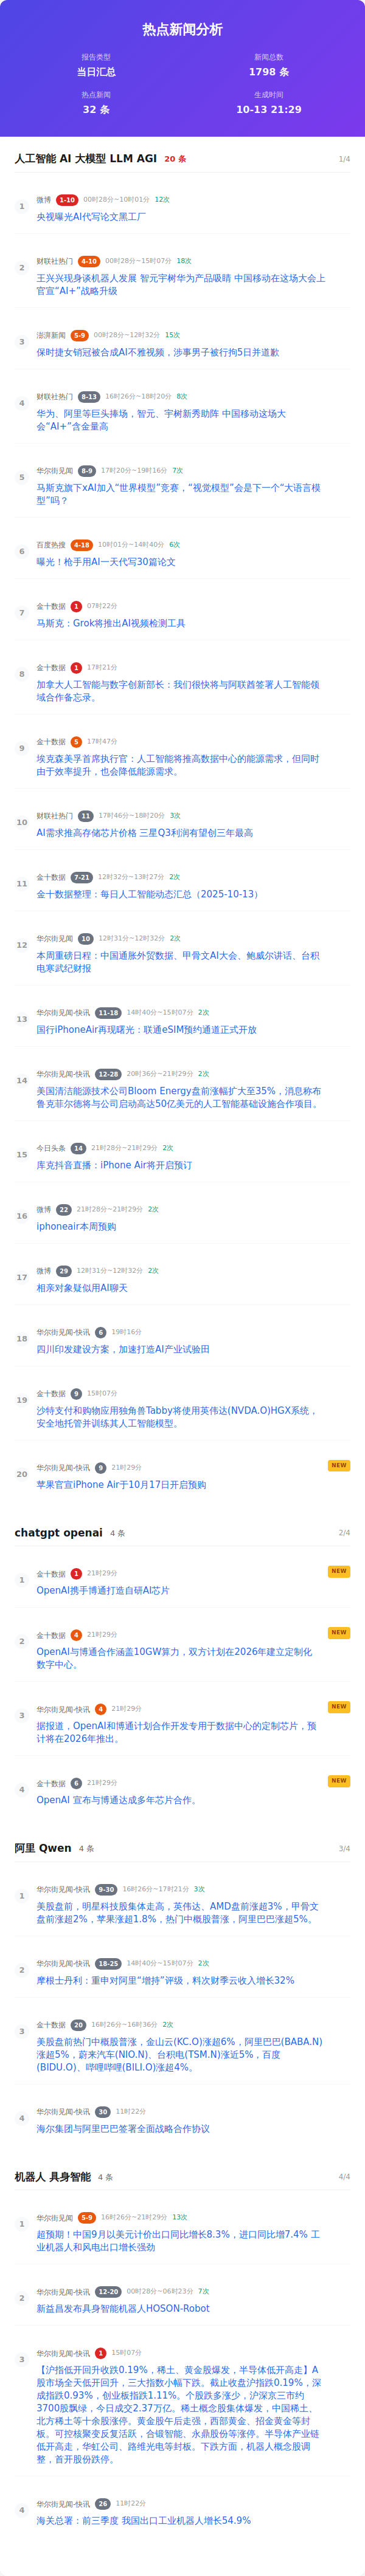 热点新闻分析
报告类型
当日汇总
新闻总数
1798 条
热点新闻
32 条
生成时间
10-13 21:29
人工智能 AI 大模型 LLM AGI 20 条 1/4
1
微博 1-10 00时28分~10时01分 12次
央视曝光AI代写论文黑工厂
2
财联社热门 4-10 00时28分~15时07分 18次
王兴兴现身谈机器人发展 智元宇树华为产品吸睛 中国移动在这场大会上
官宣“AI+”战略升级
3
澎湃新闻 5-9 00时28分~12时32分 15次
保时捷女销冠被合成AI不雅视频，涉事男子被行拘5日并道歉
4
财联社热门 8-13 16时26分~18时20分 8次
华为、阿里等巨头捧场，智元、宇树新秀助阵 中国移动这场大
会“AI+”含金量高
5
华尔街见闻 8-9 17时20分~19时16分 7次
马斯克旗下xAI加入“世界模型”竞赛，“视觉模型”会是下一个“大语言模
型”吗？
6
百度热搜 4-18 10时01分~14时40分 6次
曝光！枪手用AI一天代写30篇论文
7
金十数据 1 07时22分
马斯克：Grok将推出AI视频检测工具
8
金十数据 1 17时21分
加拿大人工智能与数字创新部长：我们很快将与阿联酋签署人工智能领
域合作备忘录。
9
金十数据 5 17时47分
埃克森美孚首席执行官：人工智能将推高数据中心的能源需求，但同时
由于效率提升，也会降低能源需求。
10
财联社热门 11 17时46分~18时20分 3次
AI需求推高存储芯片价格 三星Q3利润有望创三年最高
11
金十数据 7-21 12时32分~13时27分 2次
金十数据整理：每日人工智能动态汇总（2025-10-13）
12
华尔街见闻 10 12时31分~12时32分 2次
本周重磅日程：中国通胀外贸数据、甲骨文AI大会、鲍威尔讲话、台积
电寒武纪财报
13
华尔街见闻-快讯 11-18 14时40分~15时07分 2次
国行iPhoneAir再现曙光：联通eSIM预约通道正式开放
14
华尔街见闻-快讯 12-28 20时36分~21时29分 2次
美国清洁能源技术公司Bloom Energy盘前涨幅扩大至35%，消息称布
鲁克菲尔德将与公司启动高达50亿美元的人工智能基础设施合作项目。
15
今日头条 14 21时28分~21时29分 2次
库克抖音直播：iPhone Air将开启预订
16
微博 22 21时28分~21时29分 2次
iphoneair本周预购
17
微博 29 12时31分~12时32分 2次
相亲对象疑似用AI聊天
18
华尔街见闻-快讯 6 19时16分
四川印发建设方案，加速打造AI产业试验田
19
金十数据 9 15时07分
沙特支付和购物应用独角兽Tabby将使用英伟达(NVDA.O)HGX系统，
安全地托管并训练其人工智能模型。
20
华尔街见闻-快讯 9 21时29分 NEW
苹果官宣iPhone Air于10月17日开启预购
chatgpt openai 4 条 2/4
1
金十数据 1 21时29分 NEW
OpenAI携手博通打造自研AI芯片
2
金十数据 4 21时29分 NEW
OpenAI与博通合作涵盖10GW算力，双方计划在2026年建立定制化
数字中心。
3
华尔街见闻-快讯 4 21时29分 NEW
据报道，OpenAI和博通计划合作开发专用于数据中心的定制芯片，预
计将在2026年推出。
4
金十数据 6 21时29分 NEW
OpenAI 宣布与博通达成多年芯片合作。
阿里 Qwen 4 条 3/4
1
华尔街见闻-快讯 9-30 16时26分~17时21分 3次
美股盘前，明星科技股集体走高，英伟达、AMD盘前涨超3%，甲骨文
盘前涨超2%，苹果涨超1.8%，热门中概股普涨，阿里巴巴涨超5%。
2
华尔街见闻-快讯 18-25 14时40分~15时07分 2次
摩根士丹利：重申对阿里“增持”评级，料次财季云收入增长32%
3
金十数据 20 16时26分~16时36分 2次
美股盘前热门中概股普涨，金山云(KC.O)涨超6%，阿里巴巴(BABA.N)
涨超5%，蔚来汽车(NIO.N)、台积电(TSM.N)涨近5%，百度
(BIDU.O)、哔哩哔哩(BILI.O)涨超4%。
4
华尔街见闻-快讯 30 11时22分
海尔集团与阿里巴巴签署全面战略合作协议
机器人 具身智能 4 条 4/4
1
华尔街见闻 5-9 16时26分~21时29分 13次
超预期！中国9月以美元计价出口同比增长8.3%，进口同比增7.4% 工
业机器人和风电出口增长强劲
2
华尔街见闻-快讯 12-20 00时28分~06时23分 7次
新益昌发布具身智能机器人HOSON-Robot
3
华尔街见闻-快讯 1 15时07分
【沪指低开回升收跌0.19%，稀土、黄金股爆发，半导体低开高走】A
股市场全天低开回升，三大指数小幅下跌。截止收盘沪指跌0.19%，深
成指跌0.93%，创业板指跌1.11%。个股跌多涨少，沪深京三市约
3700股飘绿，今日成交2.37万亿。稀土概念股集体爆发，中国稀土、
北方稀土等十余股涨停。黄金股午后走强，西部黄金、招金黄金等封
板。可控核聚变反复活跃，合锻智能、永鼎股份等涨停。半导体产业链
低开高走，华虹公司、路维光电等封板。下跌方面，机器人概念股调
整，首开股份跌停。
4
华尔街见闻-快讯 26 11时22分
海关总署：前三季度 我国出口工业机器人增长54.9%